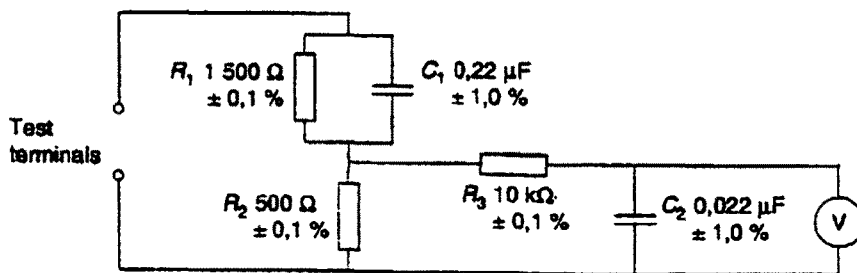 R1 1 500 Ω
± 0,1 %
C1 0,22 µF
± 1,0 %
Test
terminals
R2 500 Ω
± 0,1 %
R3 10 kΩ
± 0,1 %
C2 0,022 µF
± 1,0 %
V